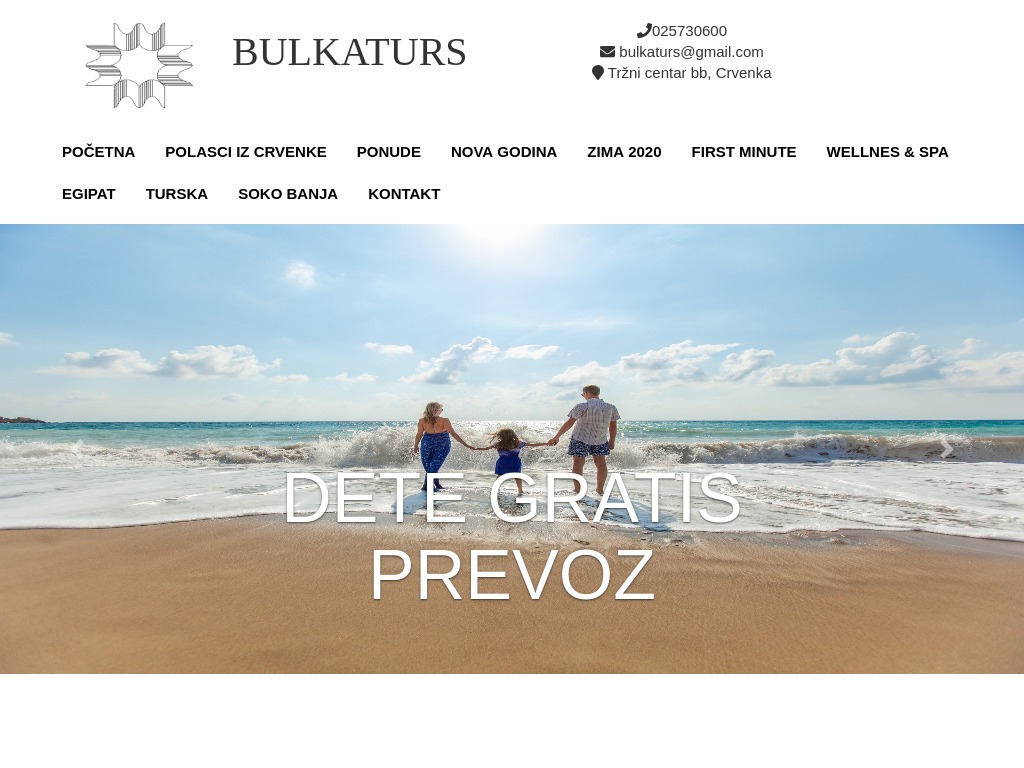 BULKATURS
025730600
bulkaturs@gmail.com
Tržni centar bb, Crvenka
POČETNA POLASCI IZ CRVENKE PONUDE NOVA GODINA ZIMA 2020 FIRST MINUTE WELLNES & SPA
EGIPAT TURSKA SOKO BANJA KONTAKT
DETE GRATIS
PREVOZ